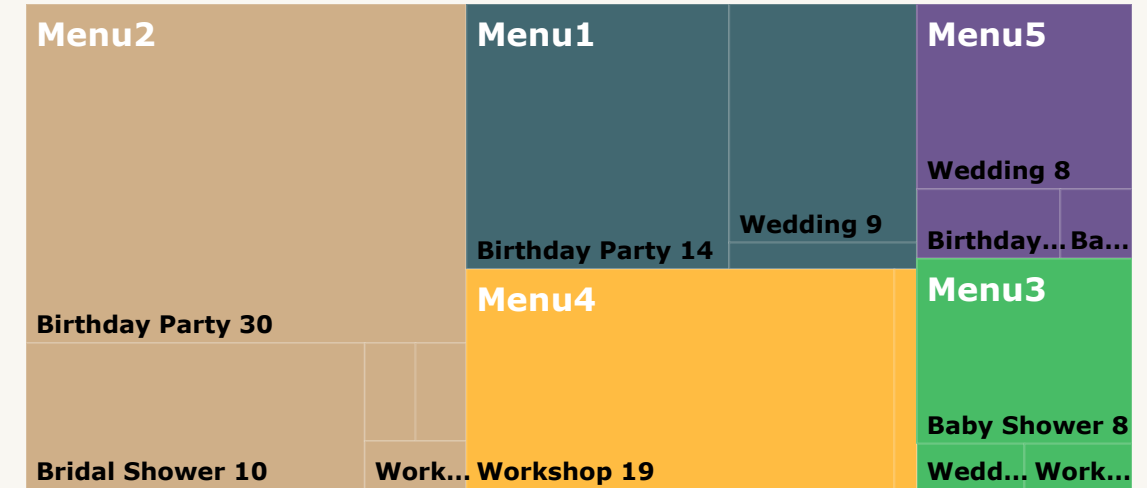 Menu2
Birthday Party 30
Bridal Shower 10
Work...
Menu1
Birthday Party 14
Wedding 9
Menu4
Workshop 19
Menu5
Wedding 8
Birthday...
Ba...
Menu3
Baby Shower 8
Wedd...
Work...